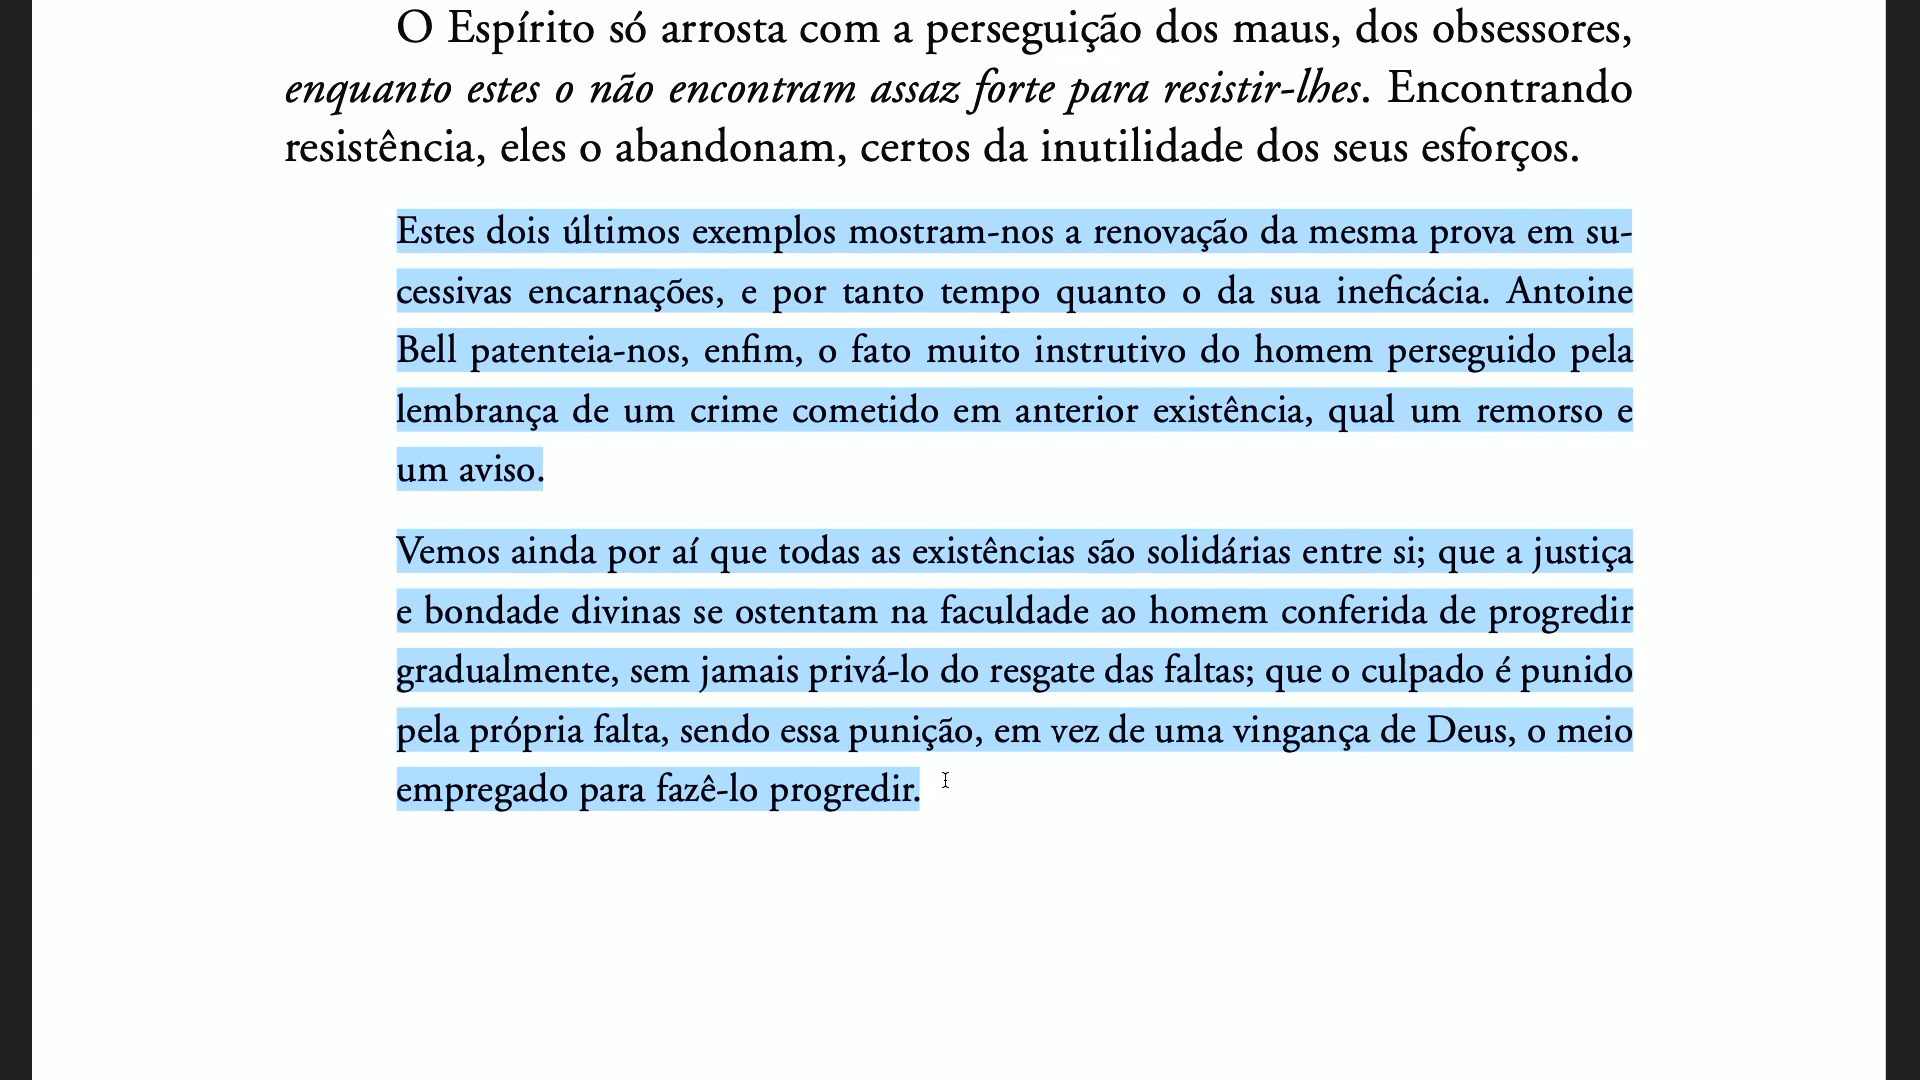 O Espírito só arrosta com a perseguição dos maus, dos obsessores,
enquanto estes o não encontram assaz forte para resistir-lhes. Encontrando
resistência, eles o abandonam, certos da inutilidade dos seus esforços.
Estes dois últimos exemplos mostram-nos a renovação da mesma prova em su-
cessivas encarnações, e por tanto tempo quanto o da sua ineficácia. Antoine
Bell patenteia-nos, enfim, o fato muito instrutivo do homem perseguido pela
lembrança de um crime cometido em anterior existência, qual um remorso e
um aviso.
Vemos ainda por aí que todas as existências são solidárias entre si; que a justiça
e bondade divinas se ostentam na faculdade ao homem conferida de progredir
gradualmente, sem jamais privá-lo do resgate das faltas; que o culpado é punido
pela própria falta, sendo essa punição, em vez de uma vingança de Deus, o meio
empregado para fazê-lo progredir.